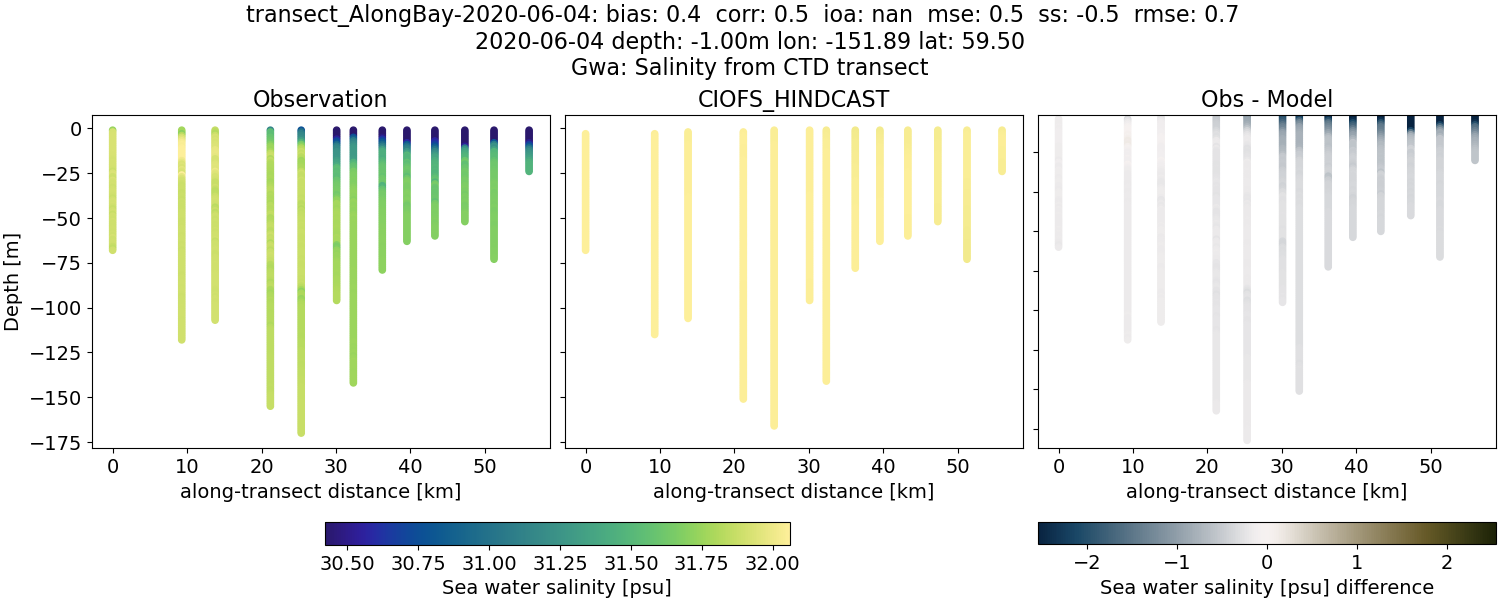 transect_AlongBay-2020-06-04: bias: 0.4  corr: 0.5  ioa: nan  mse: 0.5  ss: -0.5  rmse: 0.7
2020-06-04 depth: -1.00m lon: -151.89 lat: 59.50
Gwa: Salinity from CTD transect
Observation
CIOFS_HINDCAST
Obs - Model
Depth [m]
0
−25
−50
−75
−100
−125
−150
−175
0 10 20 30 40 50
0 10 20 30 40 50
0 10 20 30 40 50
along-transect distance [km]
along-transect distance [km]
along-transect distance [km]
30.50 30.75 31.00 31.25 31.50 31.75 32.00
Sea water salinity [psu]
−2 −1 0 1 2
Sea water salinity [psu] difference